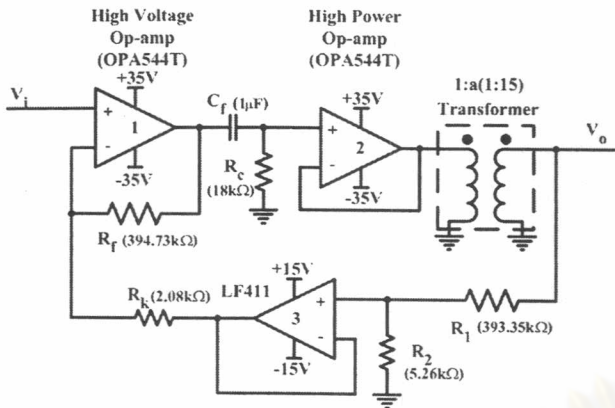 High Voltage
Op-amp
(OPA544T)
High Power
Op-amp
(OPA544T)
1:a(1:15)
Transformer
Vi
+35V
+
1
-
-35V
Cf (1μF)
Rc
(18kΩ)
+35V
+
2
-
-35V
Vo
Rf (394.73kΩ)
Rk (2.08kΩ)
LF411
+15V
+
3
-
-15V
R1 (393.35kΩ)
R2
(5.26kΩ)